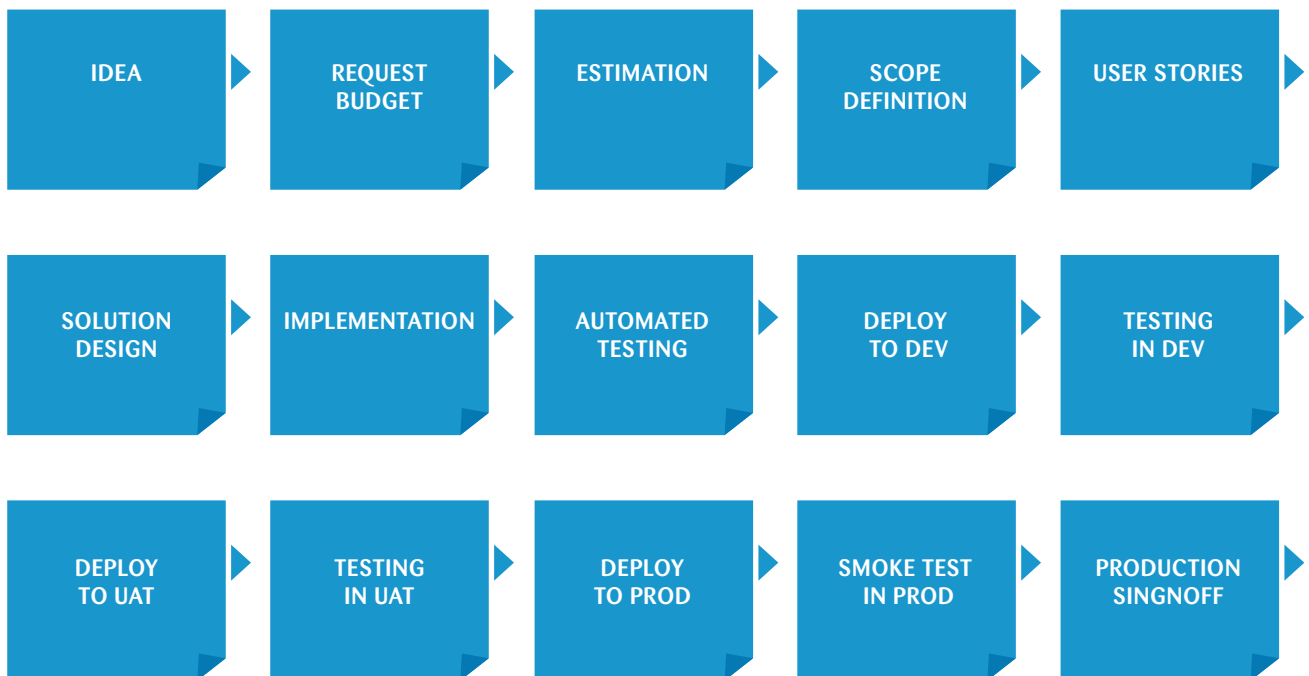 IDEA
REQUEST
BUDGET
ESTIMATION
SCOPE
DEFINITION
USER STORIES
SOLUTION
DESIGN
IMPLEMENTATION
AUTOMATED
TESTING
DEPLOY
TO DEV
TESTING
IN DEV
DEPLOY
TO UAT
TESTING
IN UAT
DEPLOY
TO PROD
SMOKE TEST
IN PROD
PRODUCTION
SINGNOFF